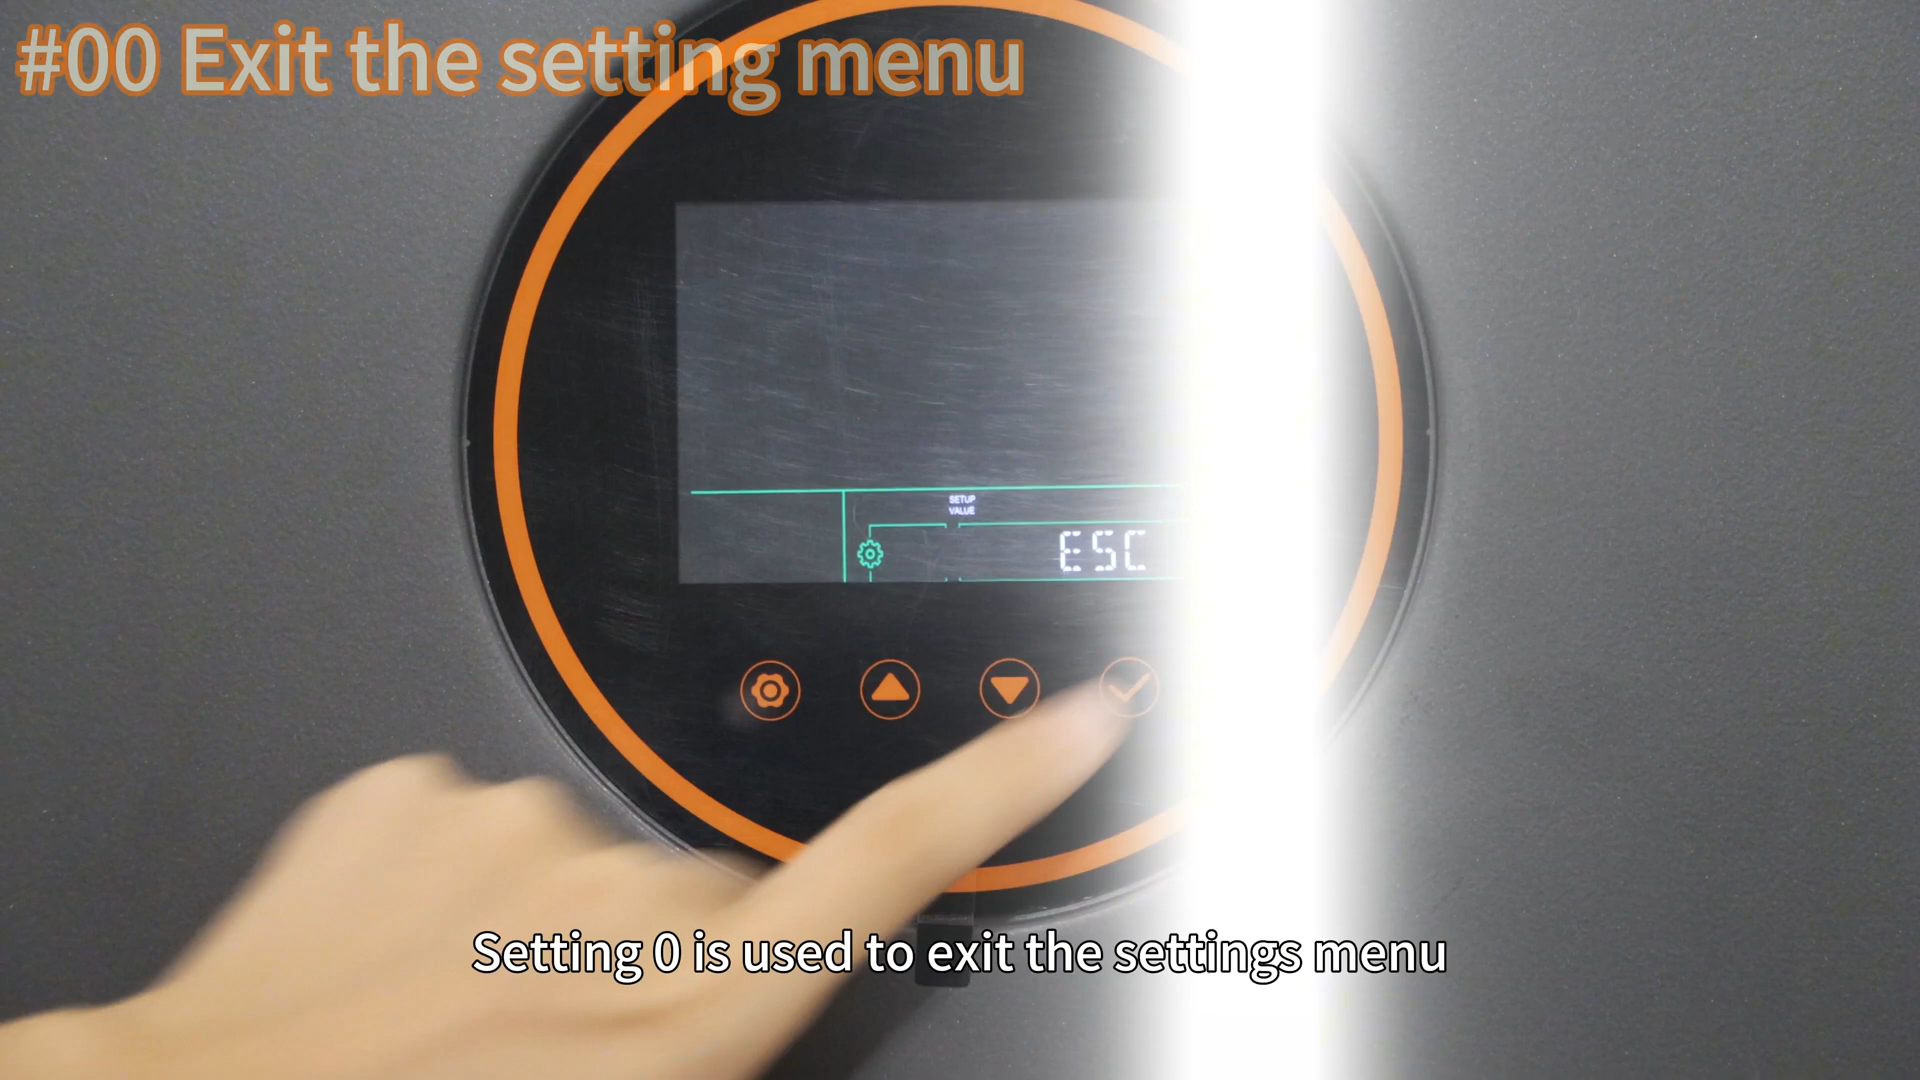 #00 Exit the setting menu
SETUP
VALUE
ESC
Setting 0 is used to exit the settings menu